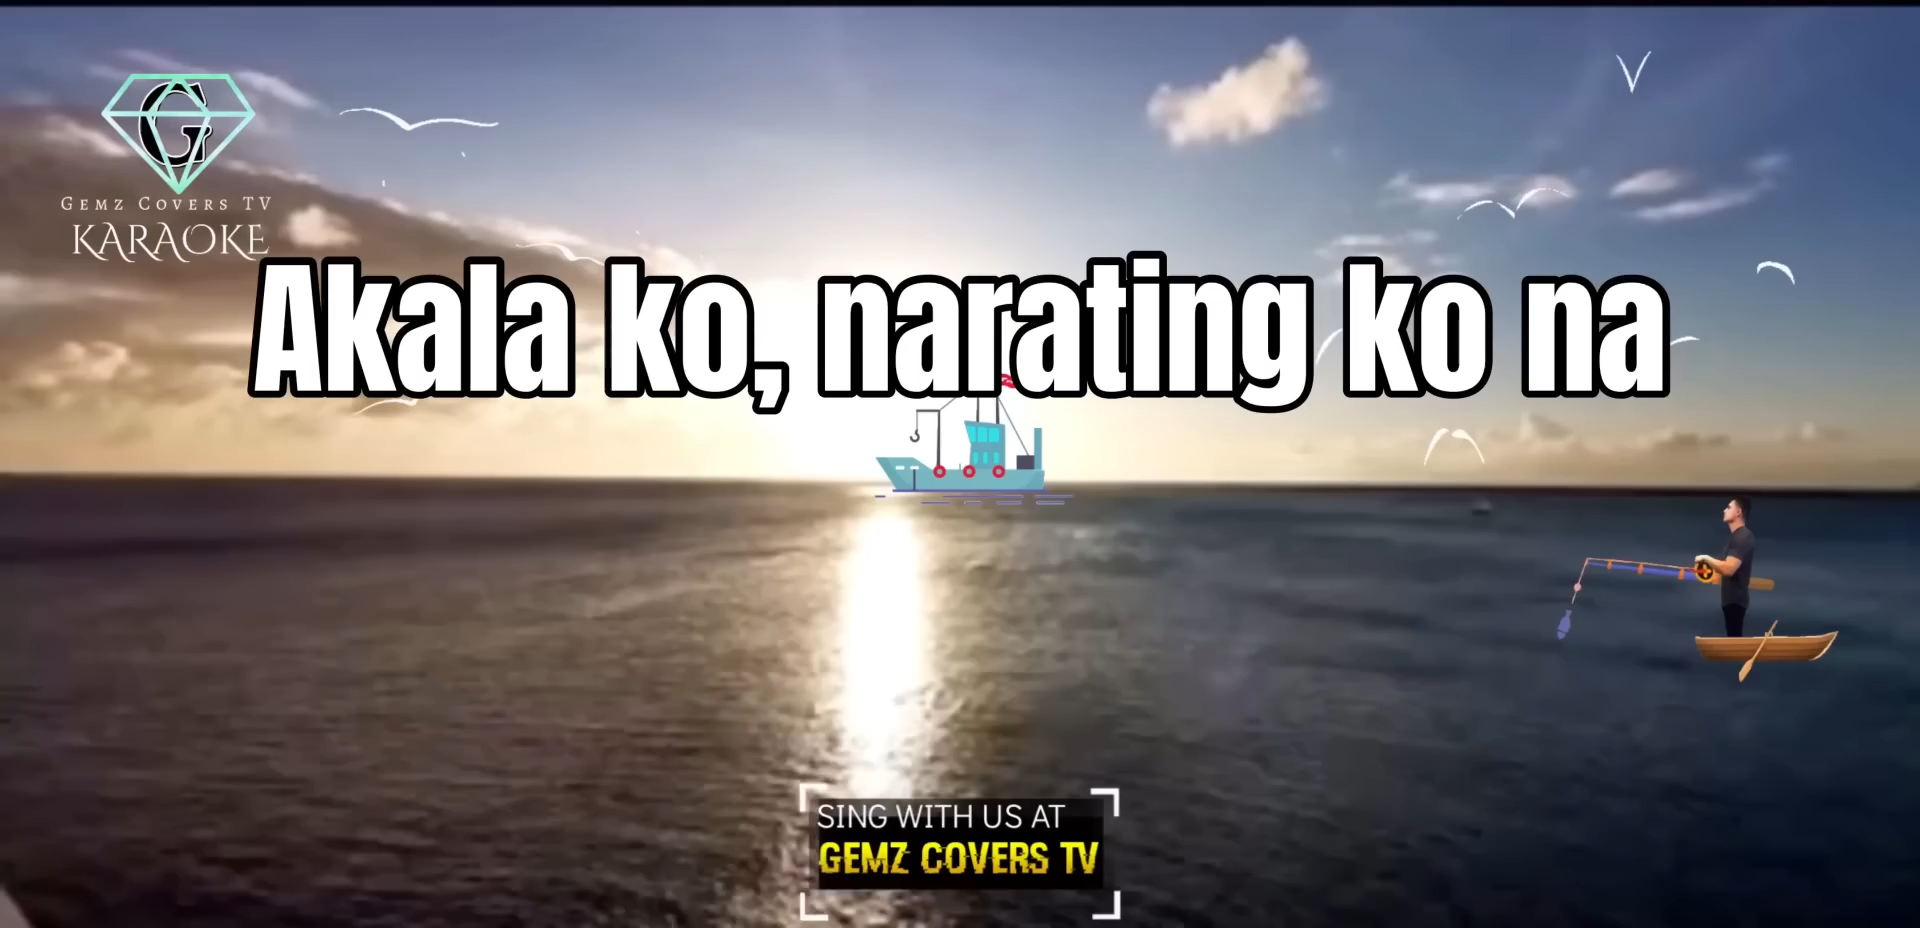 G
GEMZ COVERS TV
KARAOKE
Akala ko, narating ko na
SING WITH US AT
GEMZ COVERS TV